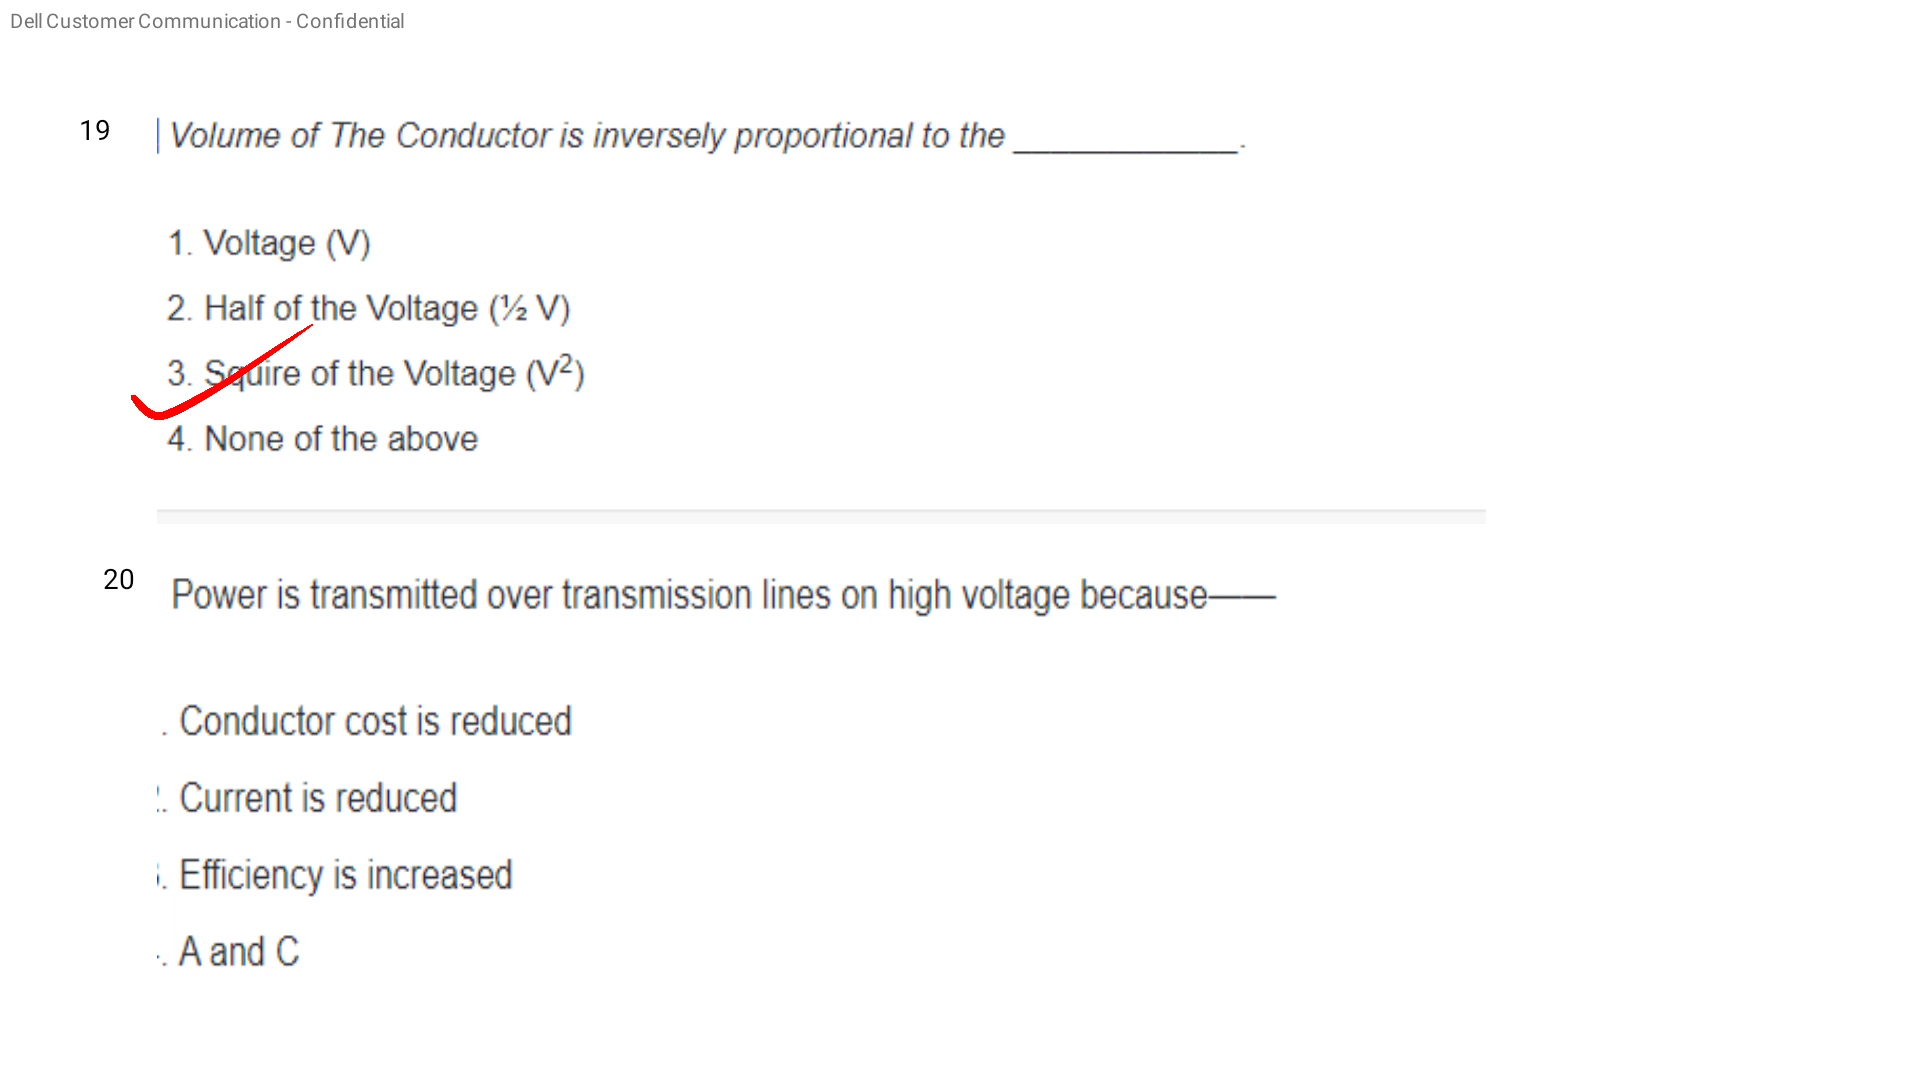 Dell Customer Communication - Confidential
19 Volume of The Conductor is inversely proportional to the ____________.
1. Voltage (V)
2. Half of the Voltage (½ V)
3. Squire of the Voltage (V²)
4. None of the above
20 Power is transmitted over transmission lines on high voltage because——
. Conductor cost is reduced
. Current is reduced
. Efficiency is increased
. A and C